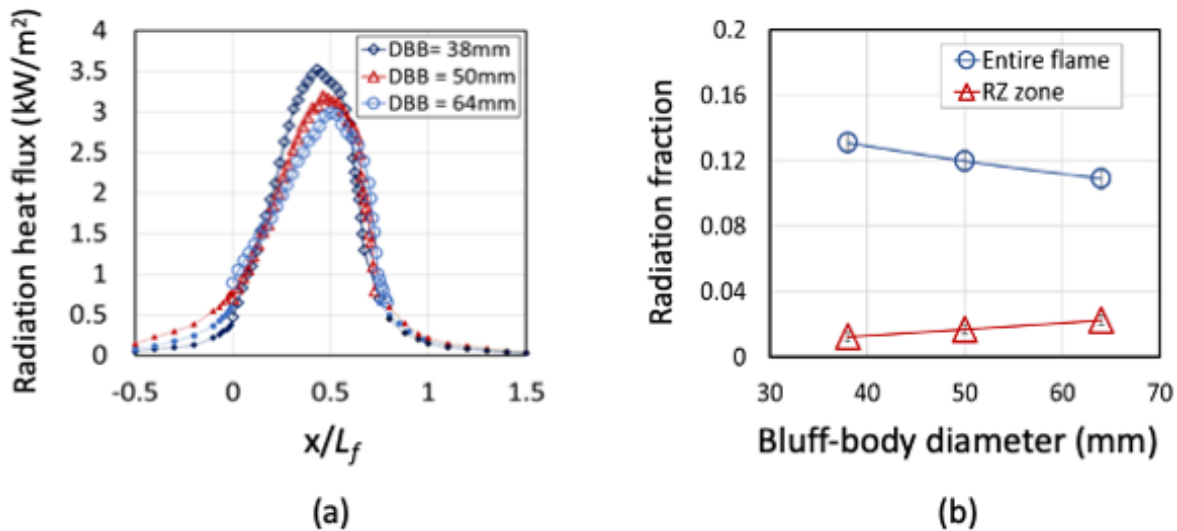 Radiation heat flux (kW/m²)
4
3.5
3
2.5
2
1.5
1
0.5
0
-0.5 0 0.5 1 1.5
x/Lf
DBB= 38mm
DBB = 50mm
DBB = 64mm
(a)
Radiation fraction
0.2
0.16
0.12
0.08
0.04
0
30 40 50 60 70
Bluff-body diameter (mm)
Entire flame
RZ zone
(b)